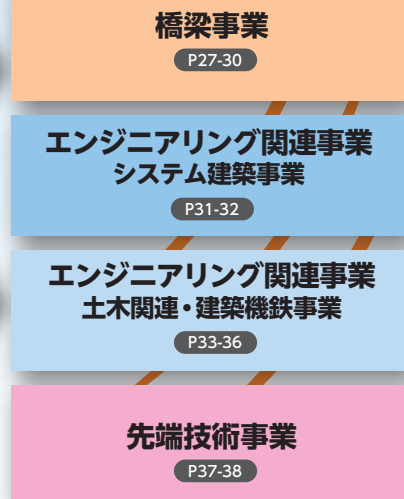 橋梁事業
P27-30
エンジニアリング関連事業
システム建築事業
P31-32
エンジニアリング関連事業
土木関連・建築機鉄事業
P33-36
先端技術事業
P37-38